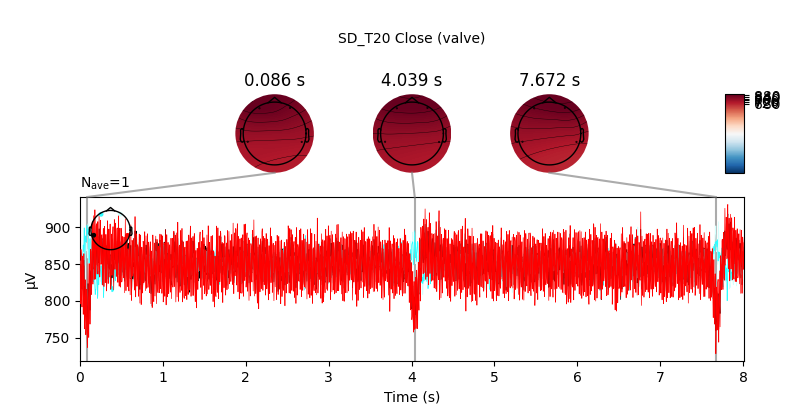 SD_T20 Close (valve)
0.086 s 4.039 s 7.672 s
N_ave=1
900
850
800
750
µV
0 1 2 3 4 5 6 7 8
Time (s)